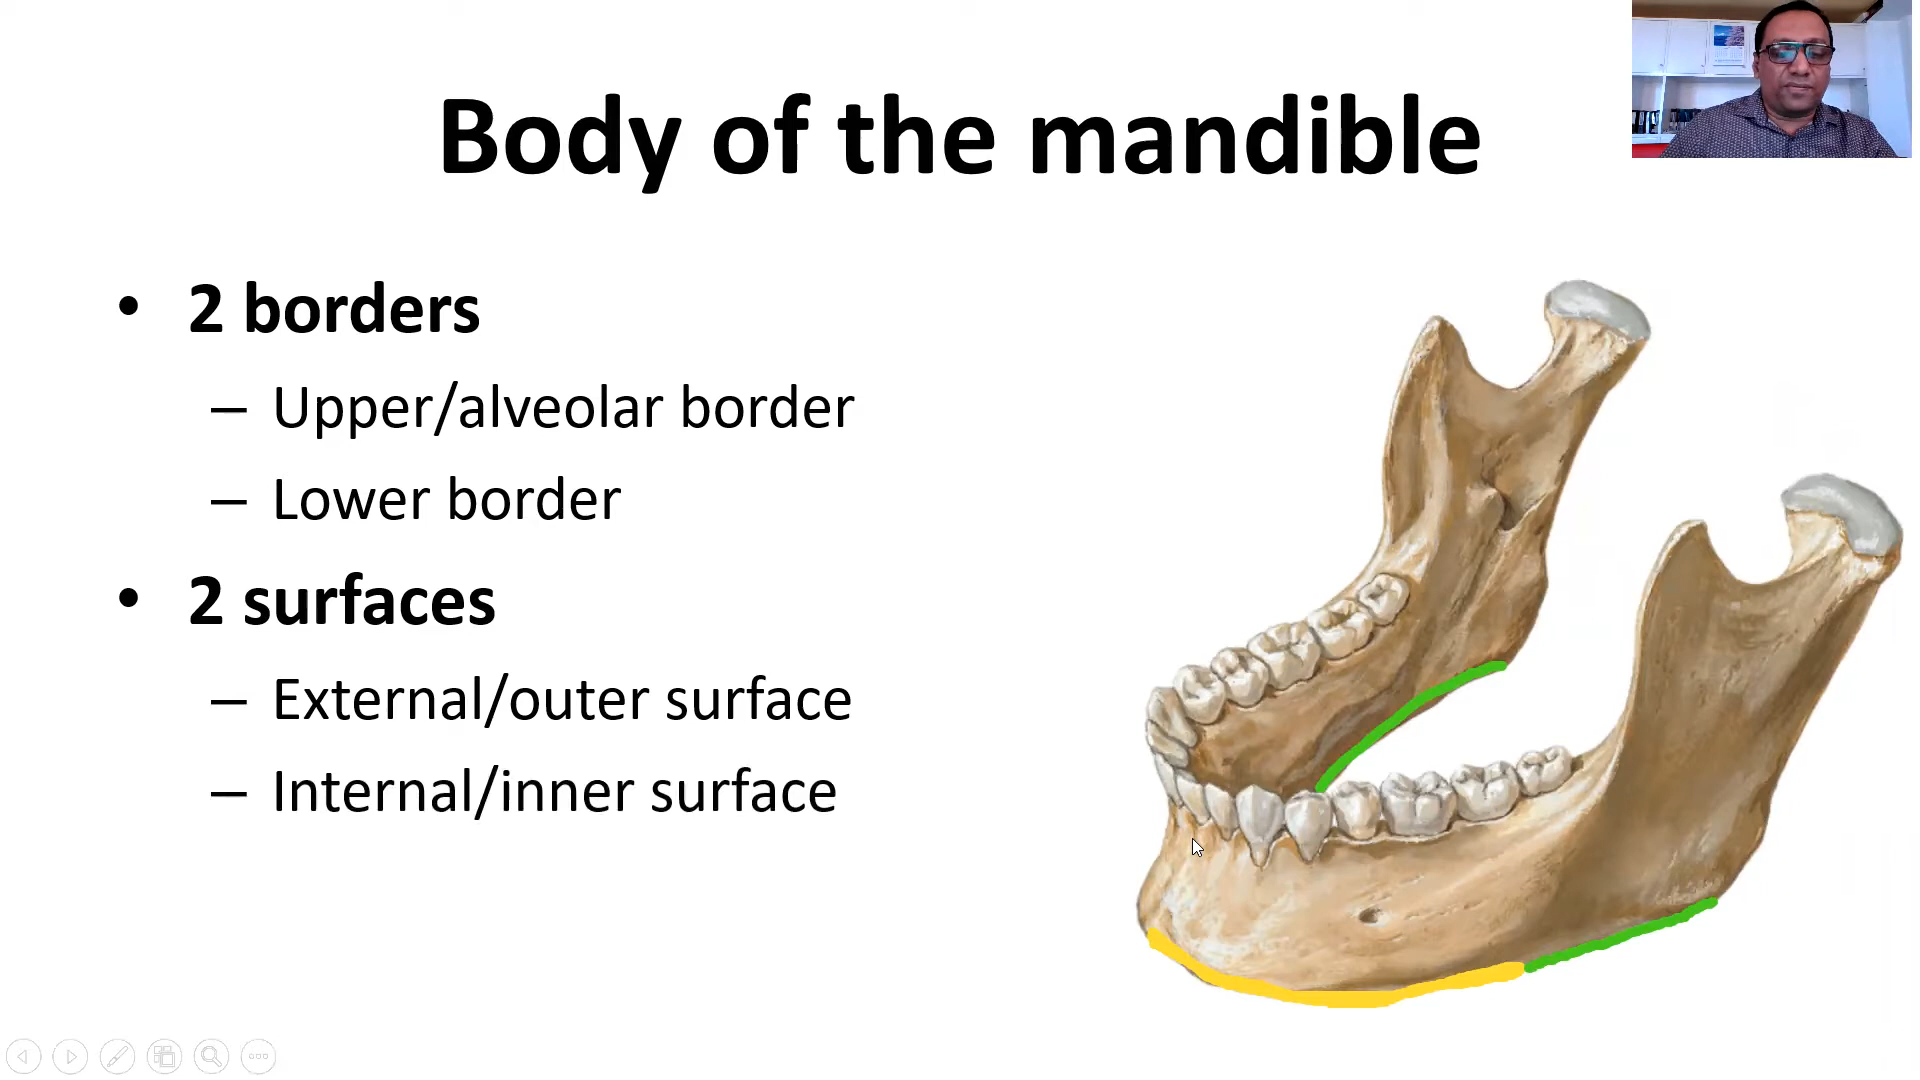 Body of the mandible
• 2 borders
– Upper/alveolar border
– Lower border
• 2 surfaces
– External/outer surface
– Internal/inner surface